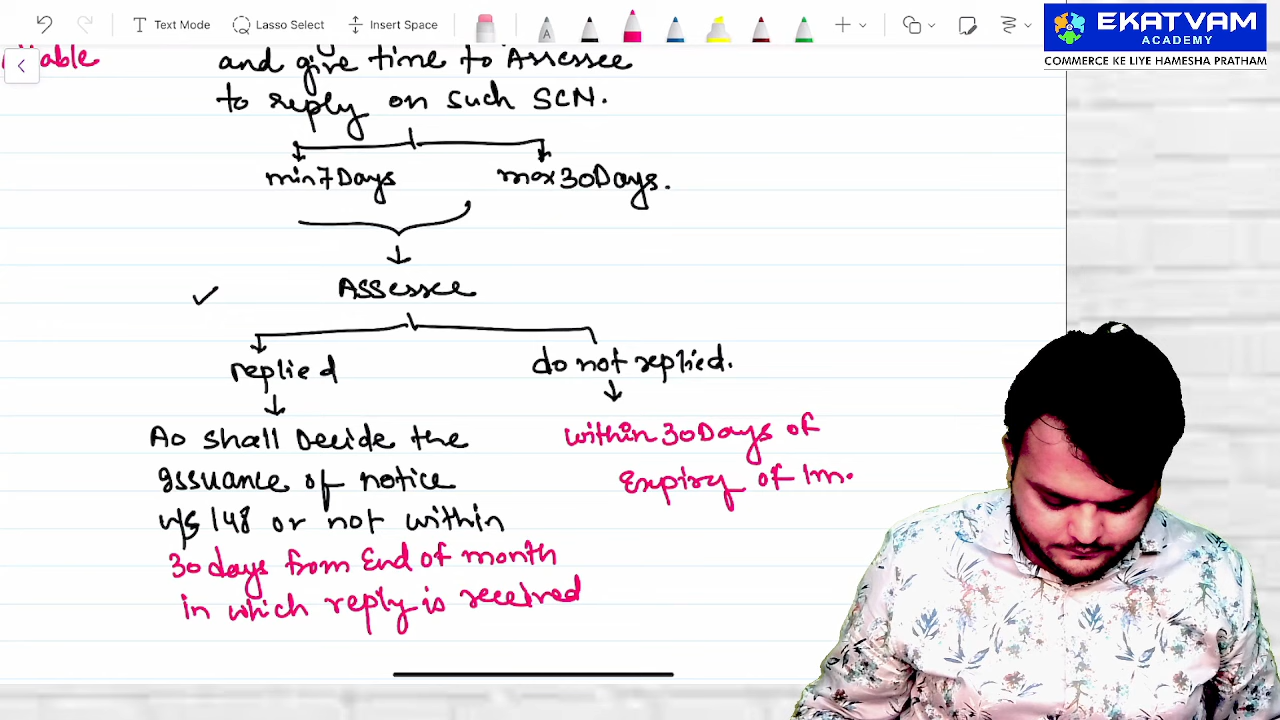 Text Mode
Lasso Select
Insert Space
EKATVAM
ACADEMY
COMMERCE KE LIYE HAMESHA PRATHAM
and give time to Assessee
to reply on such SCN.
min 7 Days
max 30 Days.
Assessee
replied
do not replied.
AO shall Decide the
issuance of notice
u/s 148 or not within
30 days from End of month
in which reply is received
within 30 Days of
Expiry of 1m.